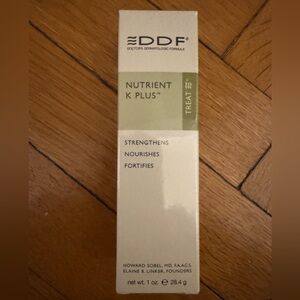 DDF®
DOCTOR'S DERMATOLOGIC FORMULA
NUTRIENT
K PLUS™
TREAT
STRENGTHENS
NOURISHES
FORTIFIES
HOWARD SOBEL, MD, F.A.A.C.S.
ELAINE B. LINKER, FOUNDERS
net wt. 1 oz. ℮ 28.4 g